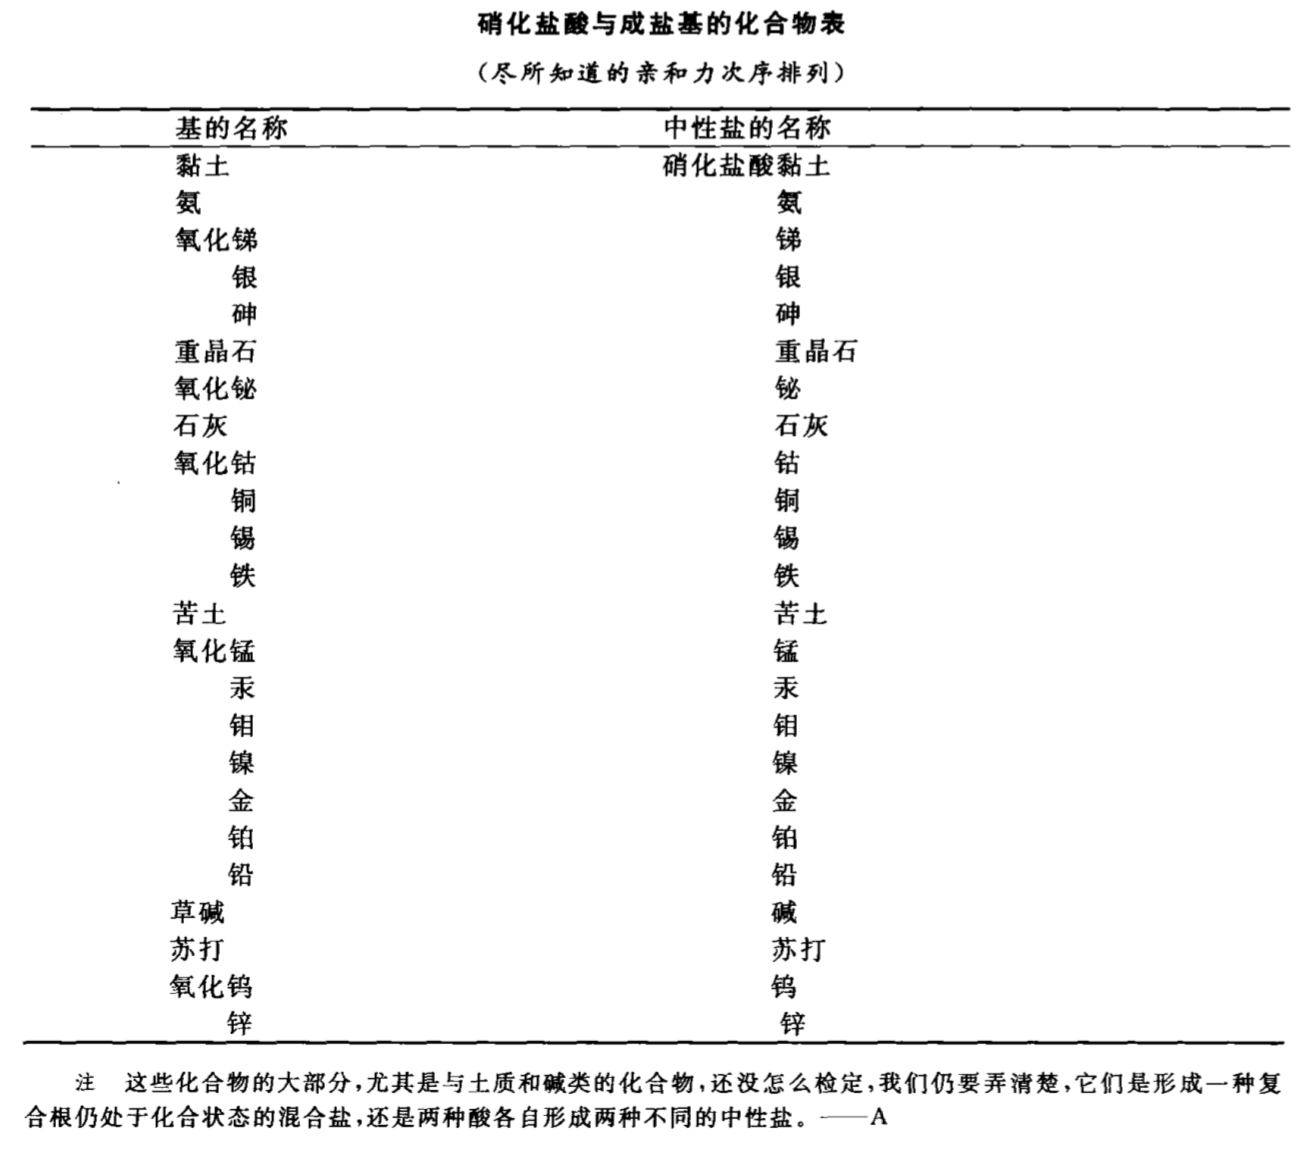 硝化盐酸与成盐基的化合物表
(尽所知道的亲和力次序排列)
基的名称 中性盐的名称
黏土 硝化盐酸黏土
氨 氨
氧化锑 锑
银 银
砷 砷
重晶石 重晶石
氧化铋 铋
石灰 石灰
氧化钴 钴
铜 铜
锡 锡
铁 铁
苦土 苦土
氧化锰 锰
汞 汞
钼 钼
镍 镍
金 金
铂 铂
铅 铅
草碱 碱
苏打 苏打
氧化钨 钨
锌 锌
注 这些化合物的大部分,尤其是与土质和碱类的化合物,还没怎么检定,我们仍要弄清楚,它们是形成一种复
合根仍处于化合状态的混合盐,还是两种酸各自形成两种不同的中性盐。——A